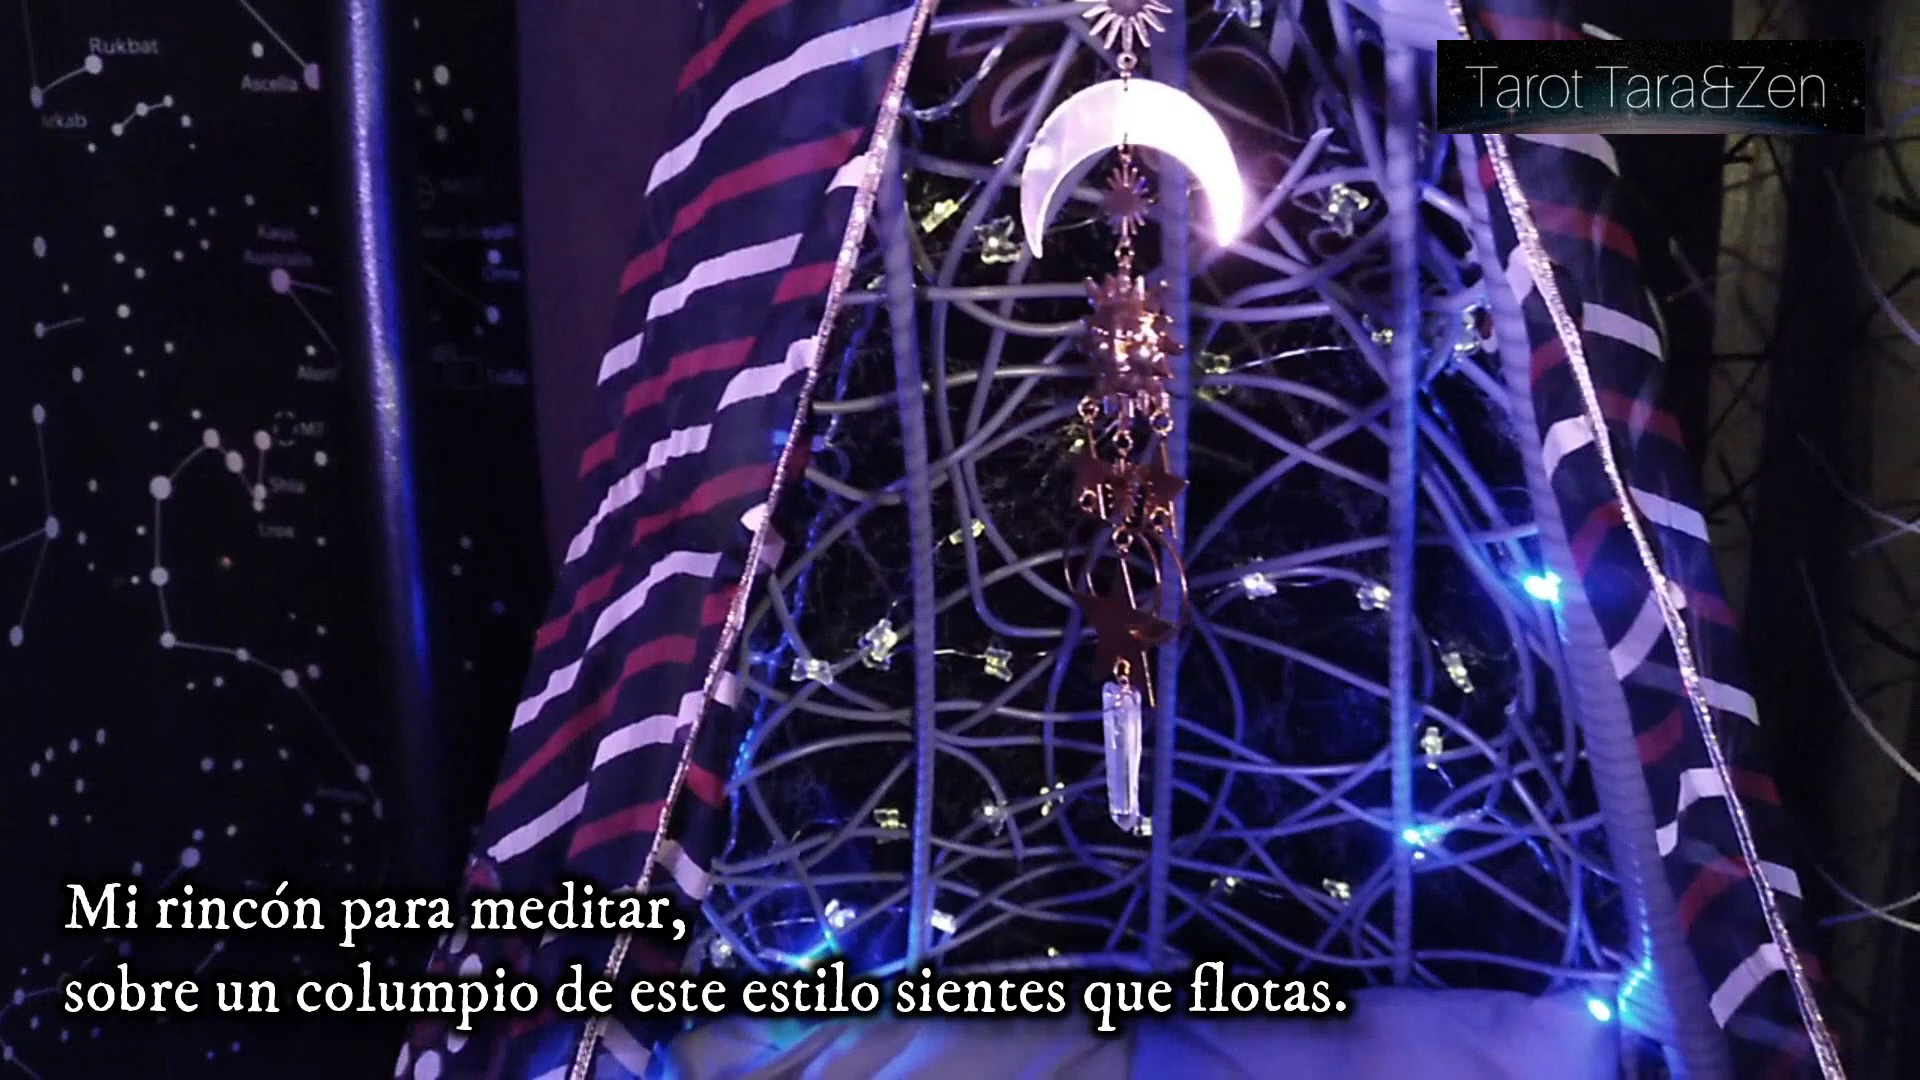 Rukbat
Ascella
Tarot Tara&Zen
Mi rincón para meditar,
sobre un columpio de este estilo sientes que flotas.